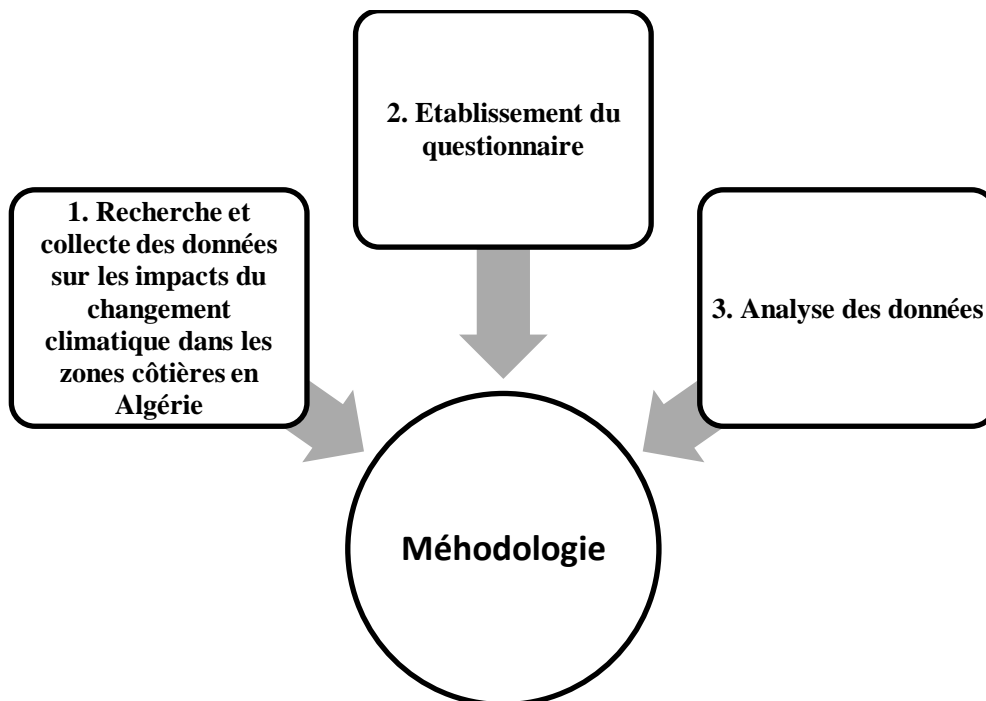 1. Recherche et
collecte des données
sur les impacts du
changement
climatique dans les
zones côtières en
Algérie
2. Etablissement du
questionnaire
3. Analyse des données
Méhodologie